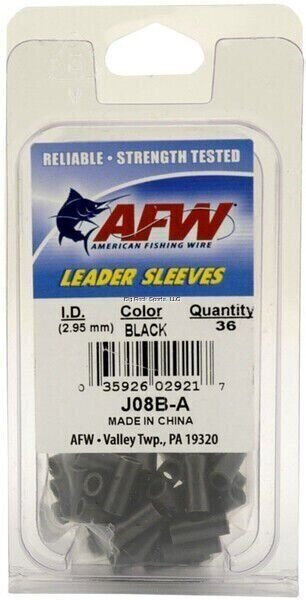 RELIABLE • STRENGTH TESTED
AFW
AMERICAN FISHING WIRE
LEADER SLEEVES
I.D. Color Quantity
(2.95 mm) BLACK 36
0 35926 02921 7
J08B-A
MADE IN CHINA
AFW • Valley Twp., PA 19320